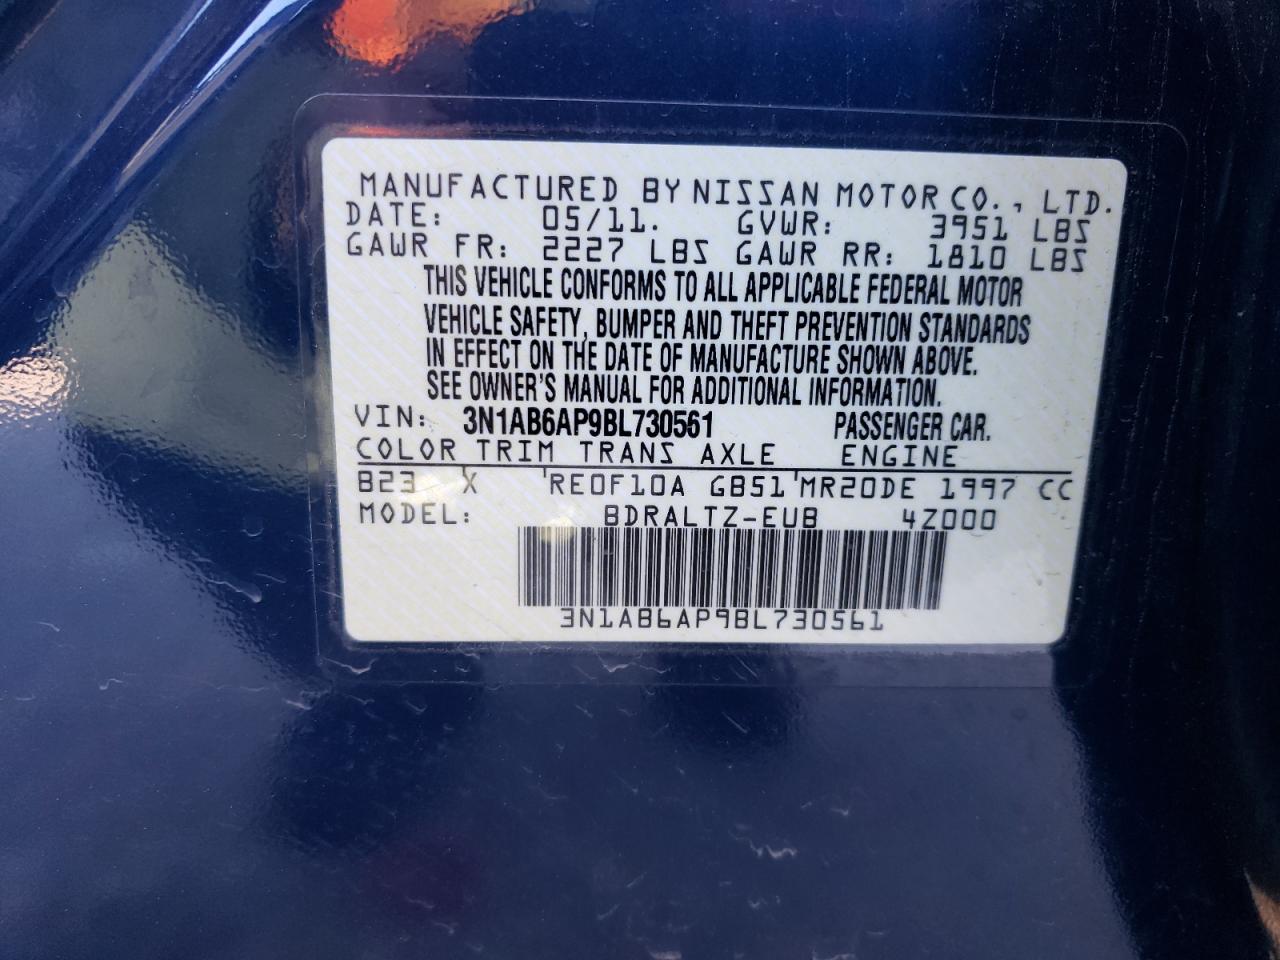 MANUFACTURED BY NISSAN MOTOR CO., LTD.
DATE: 05/11. GVWR: 3951 LBS
GAWR FR: 2227 LBS GAWR RR: 1810 LBS
THIS VEHICLE CONFORMS TO ALL APPLICABLE FEDERAL MOTOR
VEHICLE SAFETY, BUMPER AND THEFT PREVENTION STANDARDS
IN EFFECT ON THE DATE OF MANUFACTURE SHOWN ABOVE.
SEE OWNER'S MANUAL FOR ADDITIONAL INFORMATION.
VIN: 3N1AB6AP9BL730561 PASSENGER CAR.
COLOR TRIM TRANS AXLE ENGINE
B23 X RE0F10A GB51 MR20DE 1997 CC
MODEL: BDRALTZ-EUB 4Z000
3N1AB6AP9BL730561